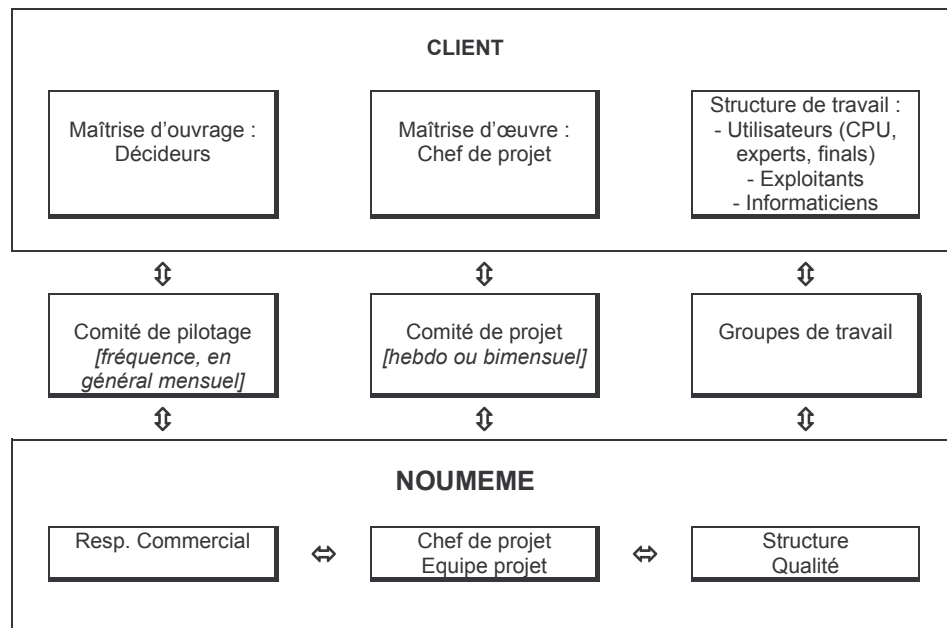 CLIENT
Maîtrise d'ouvrage :
Décideurs
Maîtrise d'œuvre :
Chef de projet
Structure de travail :
- Utilisateurs (CPU,
experts, finals)
- Exploitants
- Informaticiens
Comité de pilotage
[fréquence, en
général mensuel]
Comité de projet
[hebdo ou bimensuel]
Groupes de travail
NOUMEME
Resp. Commercial
Chef de projet
Equipe projet
Structure
Qualité